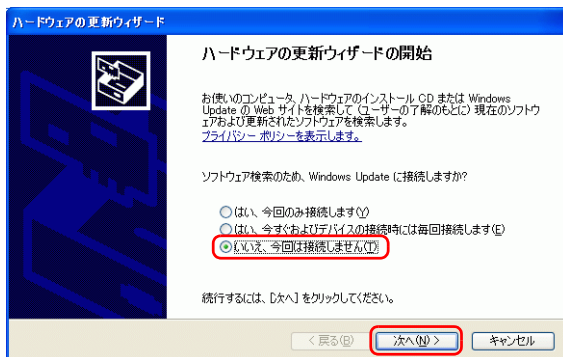 ハードウェアの更新ウィザード
ハードウェアの更新ウィザードの開始
お使いのコンピュータ、ハードウェアのインストール CD または Windows
Update の Web サイトを検索して (ユーザーの了解のもとに) 現在のソフトウ
ェアおよび更新されたソフトウェアを検索します。
プライバシー ポリシーを表示します。
ソフトウェア検索のため、Windows Update に接続しますか?
はい、今回のみ接続します(Y)
はい、今すぐおよびデバイスの接続時には毎回接続します(E)
いいえ、今回は接続しません(T)
続行するには、[次へ] をクリックしてください。
< 戻る(B)
次へ(N) >
キャンセル